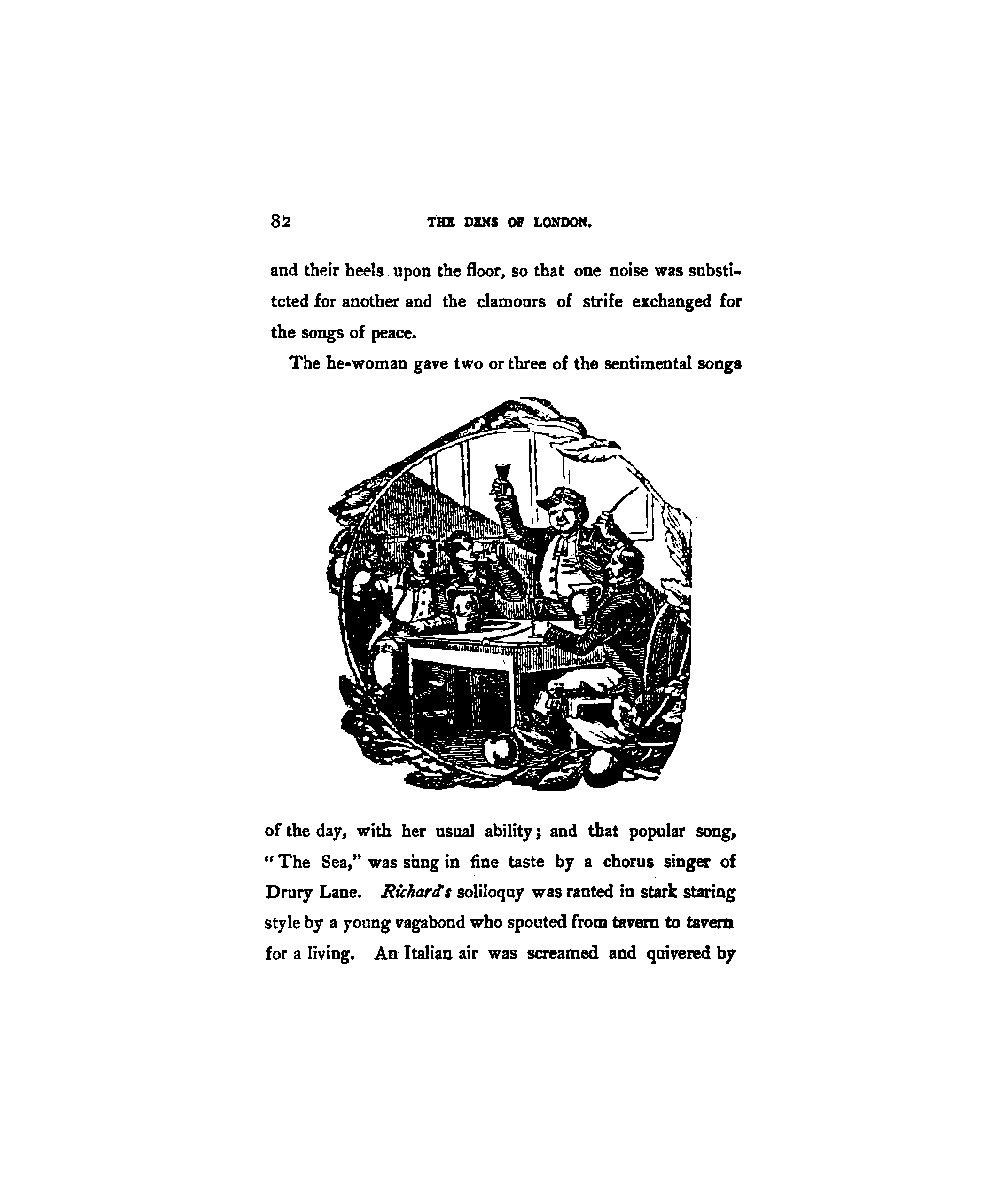 82 THE DENS OF LONDON.
and their heels upon the floor, so that one noise was substi-
tcted for another and the clamours of strife exchanged for
the songs of peace.
The he-woman gave two or three of the sentimental songs
of the day, with her usual ability; and that popular song,
"The Sea," was sung in fine taste by a chorus singer of
Drury Lane. Richard's soliloquy was ranted in stark staring
style by a young vagabond who spouted from tavern to tavern
for a living. An Italian air was screamed and quivered by